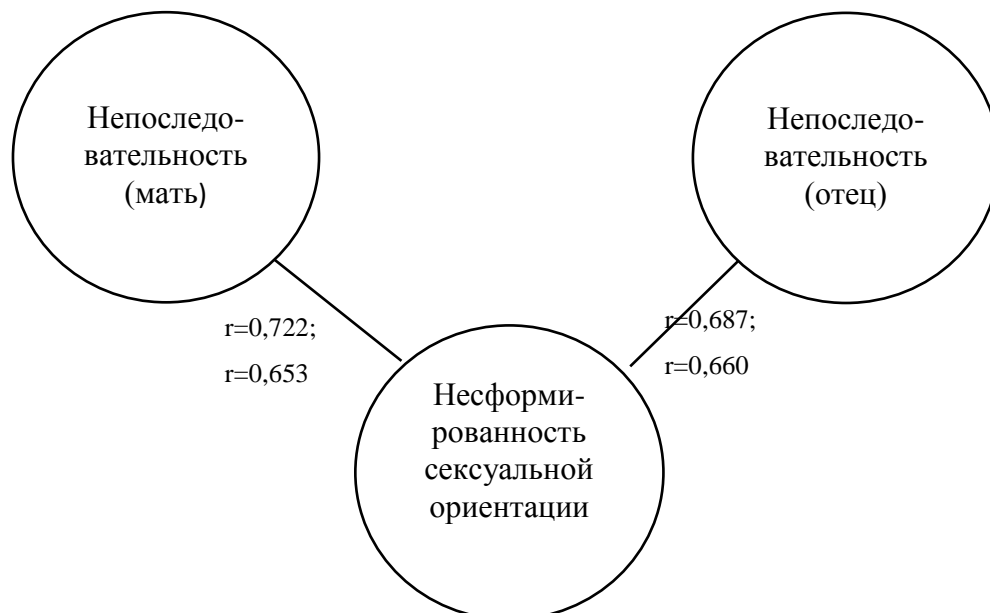 Непоследо-
вательность
(мать)
Непоследо-
вательность
(отец)
r=0,722;
r=0,653
r=0,687;
r=0,660
Несформи-
рованность
сексуальной
ориентации